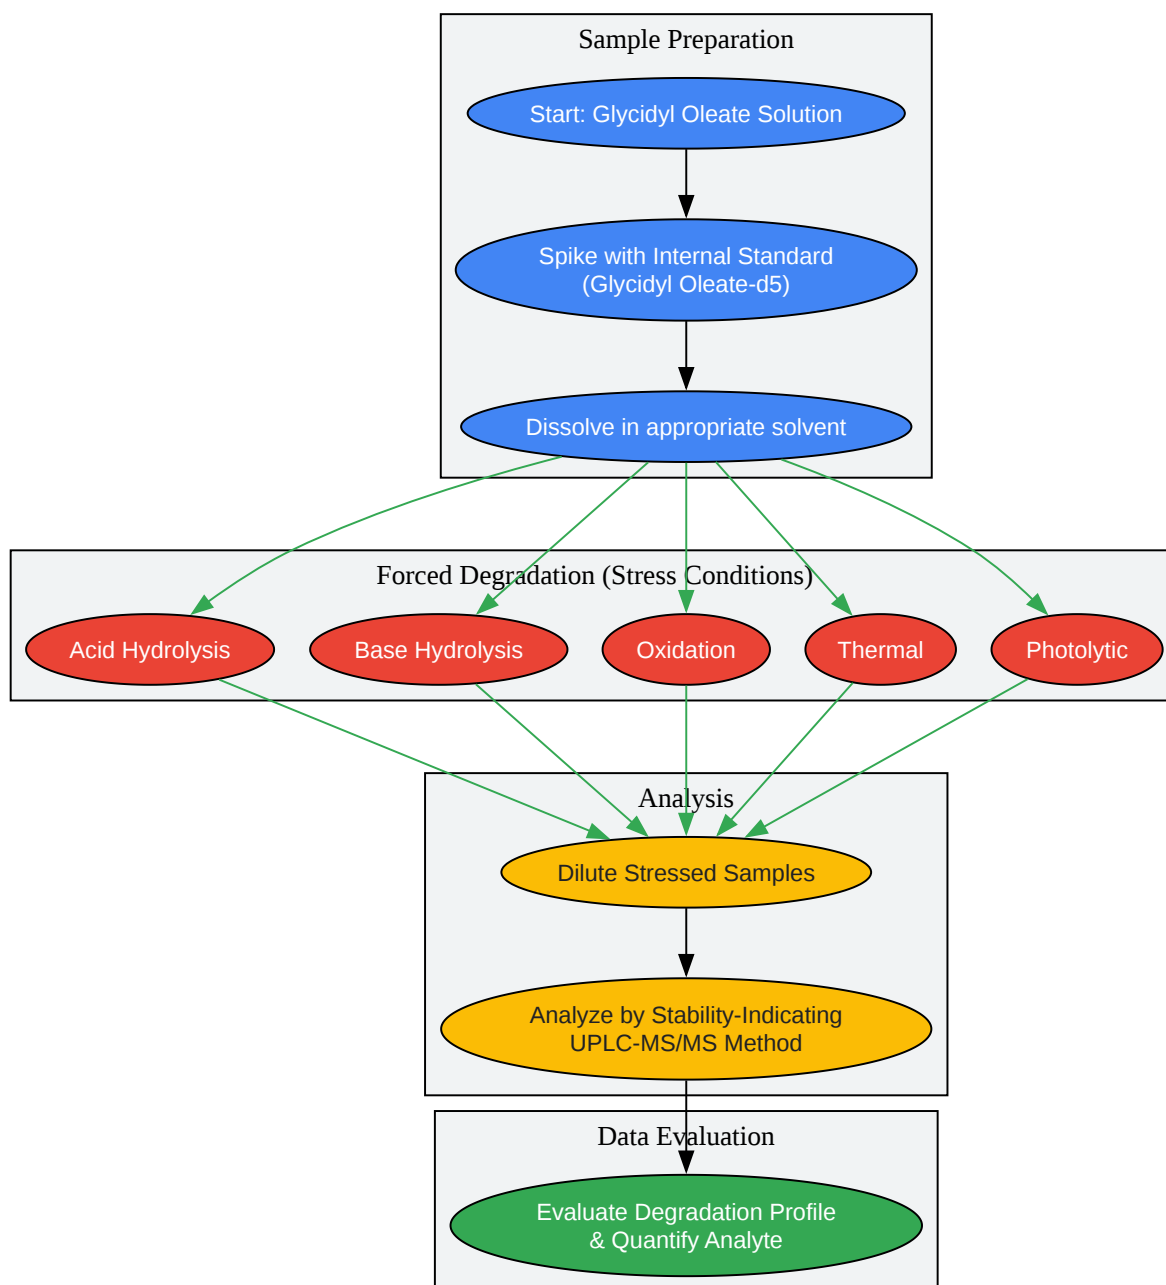 Sample Preparation
Start: Glycidyl Oleate Solution
Spike with Internal Standard
(Glycidyl Oleate-d5)
Dissolve in appropriate solvent
Forced Degradation (Stress Conditions)
Acid Hydrolysis
Base Hydrolysis
Oxidation
Thermal
Photolytic
Analysis
Dilute Stressed Samples
Analyze by Stability-Indicating
UPLC-MS/MS Method
Data Evaluation
Evaluate Degradation Profile
& Quantify Analyte